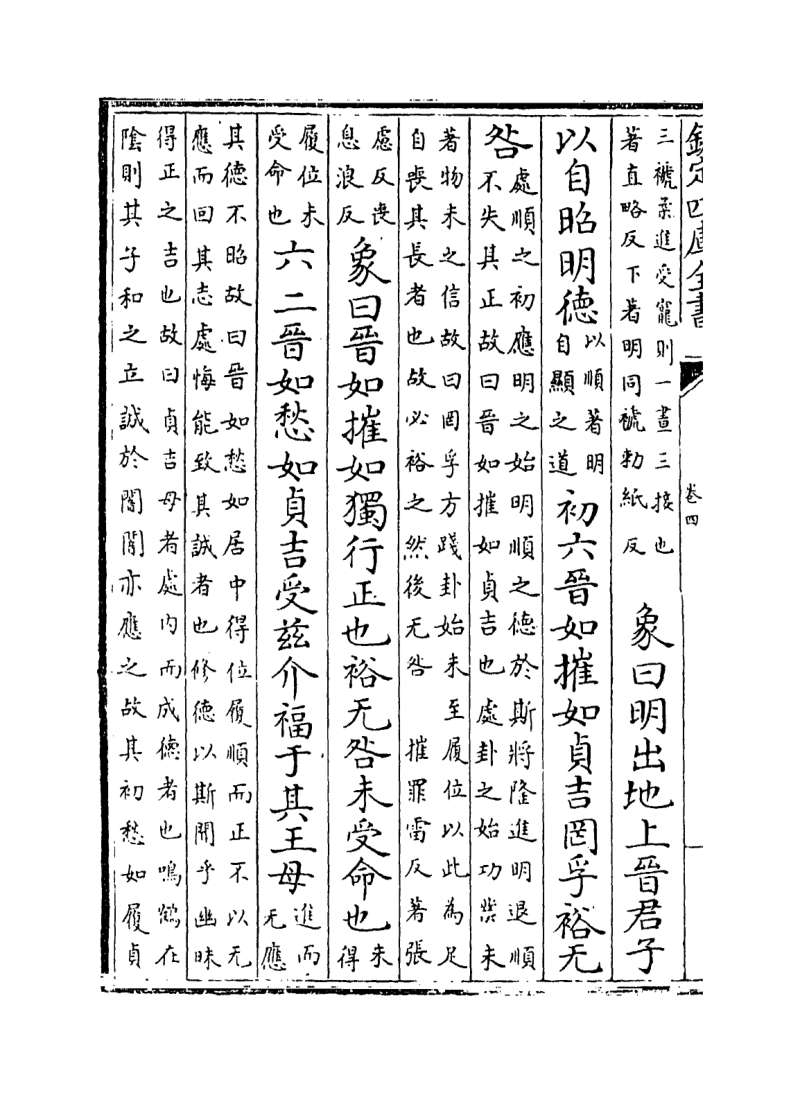 欽定四庫全書
卷四
三褫柔進受寵則一晝三接也
著直略反下著明同褫勅紙反
象曰明出地上晉君子
以自昭明德
以順著明
自顯之道
初六晉如摧如貞吉罔孚裕无
咎
處順之初應明之始明順之德於斯將隆進明退順
不失其正故曰晉如摧如貞吉也處卦之始功業未
著物未之信故曰罔孚方踐卦始未至履位以此為足
自喪其長者也故必裕之然後无咎 摧罪雷反著張
慮反喪
息浪反
象曰晉如摧如獨行正也裕无咎未受命也
未得
履位未
受命也
六二晉如愁如貞吉受茲介福于其王母
進而
无應
其德不昭故曰晉如愁如居中得位履順而正不以无
應而回其志處悔能致其誠者也修德以斯聞乎幽昧
得正之吉也故曰貞吉母者處內而成德者也鳴鶴在
陰則其子和之立誠於闇闇亦應之故其初愁如履貞